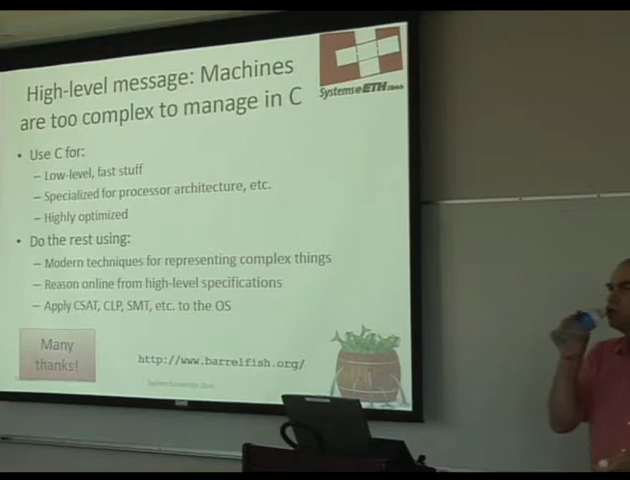 High-level message: Machines
are too complex to manage in C
Systems@ETH Zürich
• Use C for:
– Low-level, fast stuff
– Specialized for processor architecture, etc.
– Highly optimized
• Do the rest using:
– Modern techniques for representing complex things
– Reason online from high-level specifications
– Apply CSAT, CLP, SMT, etc. to the OS
Many
thanks!
http://www.barrelfish.org/